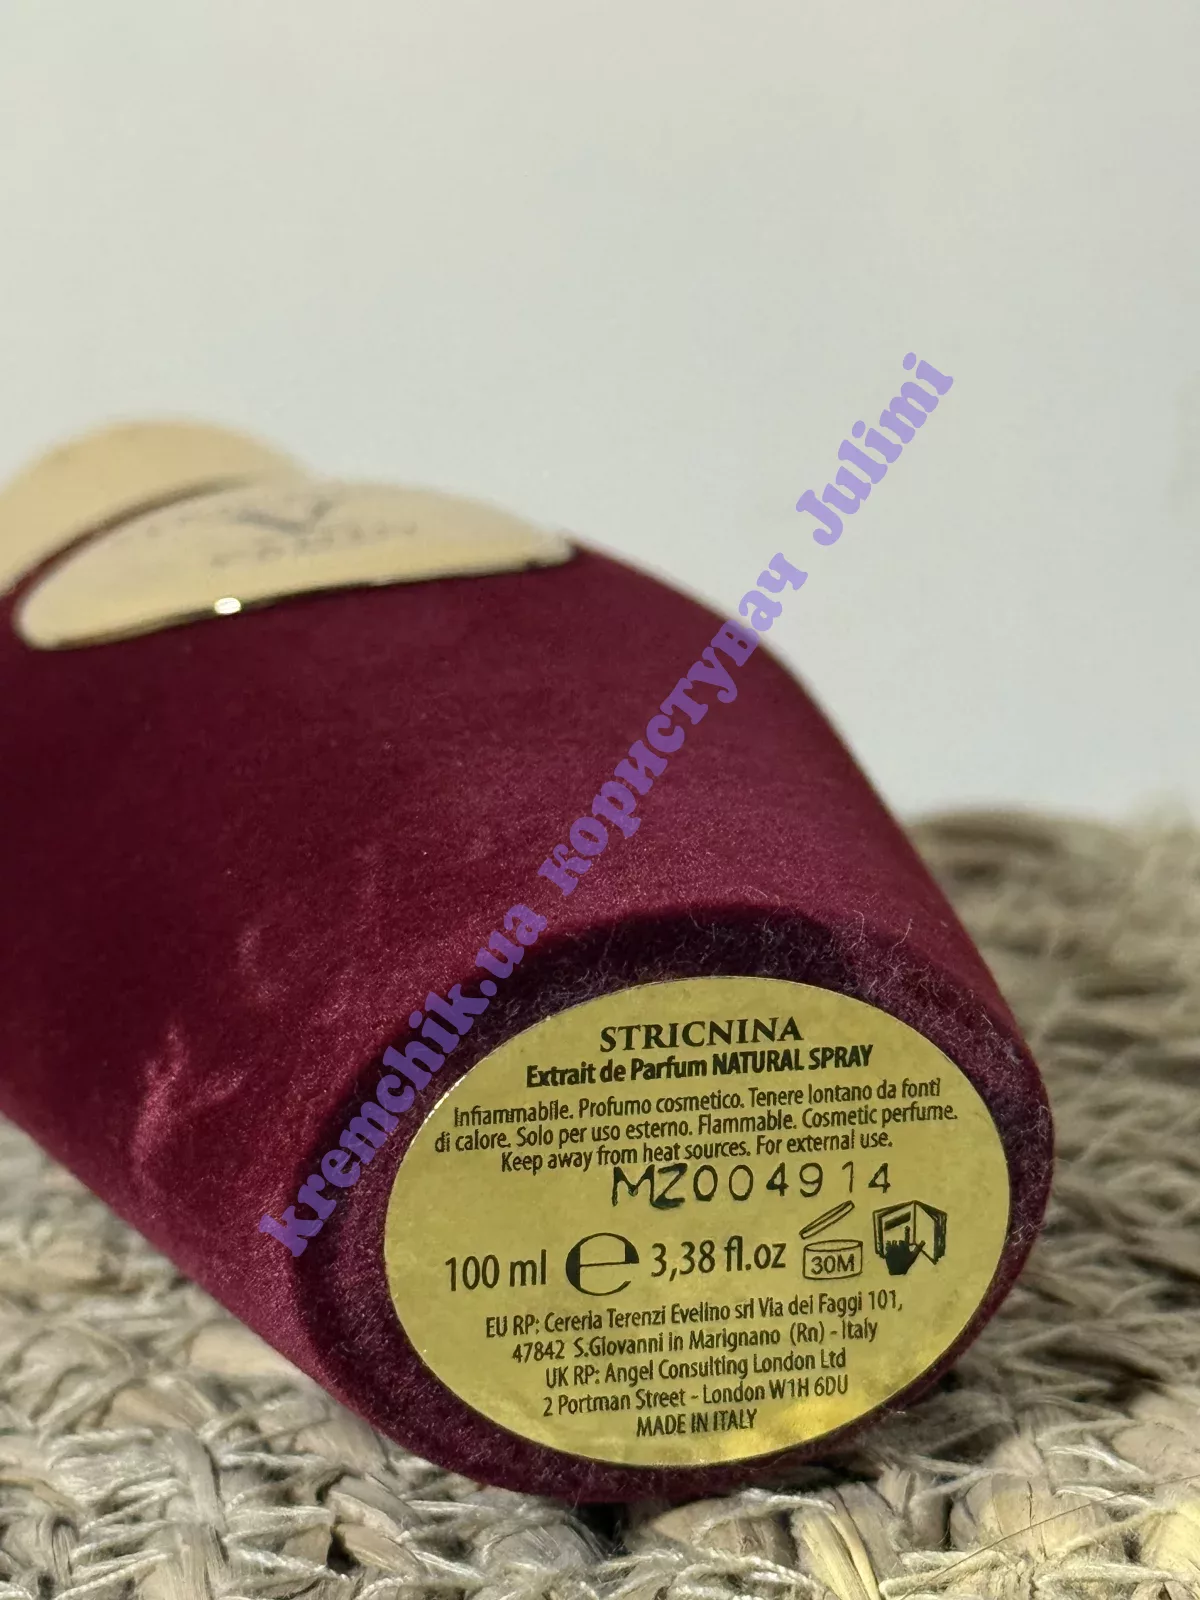 kremchik.ua користувач Julimi
STRICNINA
Extrait de Parfum NATURAL SPRAY
Infiammabile. Profumo cosmetico. Tenere lontano da fonti
di calore. Solo per uso esterno. Flammable. Cosmetic perfume.
Keep away from heat sources. For external use.
MZ004914
100 ml e 3,38 fl.oz 30M
EU RP: Cereria Terenzi Evelino srl Via dei Faggi 101,
47842 S.Giovanni in Marignano (Rn) - Italy
UK RP: Angel Consulting London Ltd
2 Portman Street - London W1H 6DU
MADE IN ITALY